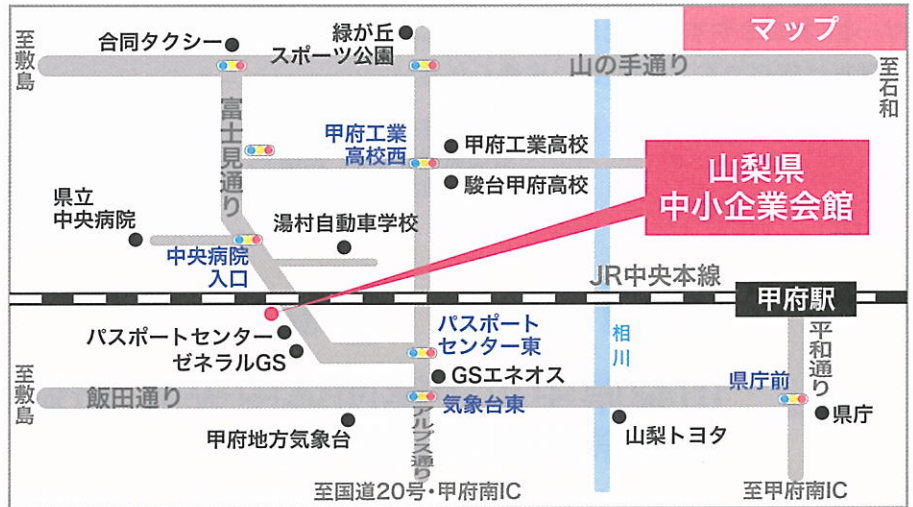 マップ
至敷島
合同タクシー
緑が丘
スポーツ公園
山の手通り
至石和
富士見通り
甲府工業
高校西
甲府工業高校
駿台甲府高校
山梨県
中小企業会館
県立
中央病院
湯村自動車学校
中央病院
入口
JR中央本線
甲府駅
パスポートセンター
ゼネラルGS
パスポート
センター東
相川
平和通り
至敷島
飯田通り
GSエネオス
気象台東
県庁前
県庁
甲府地方気象台
アルプス通り
山梨トヨタ
至国道20号・甲府南IC
至甲府南IC